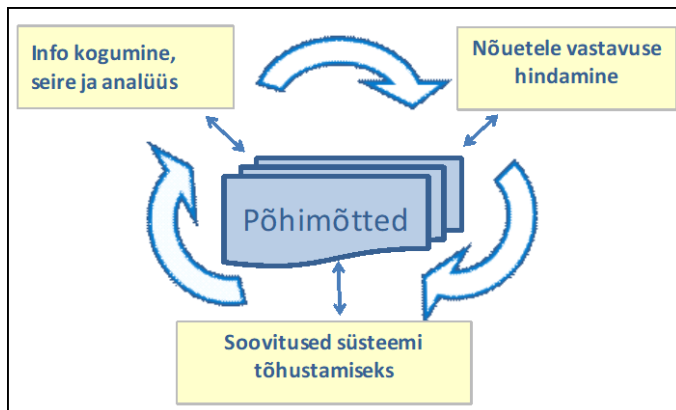 Info kogumine,
seire ja analüüs
Nõuetele vastavuse
hindamine
Põhimõtted
Soovitused süsteemi
tõhustamiseks